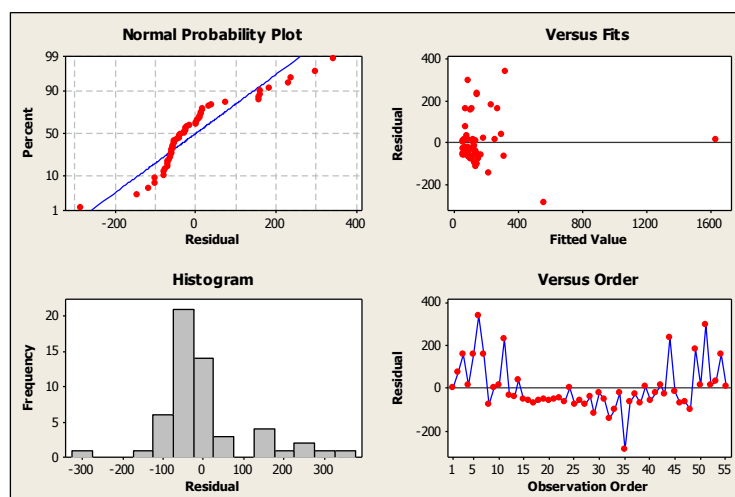 Normal Probability Plot
99
90
50
10
1
Percent
-200 0 200 400
Residual
Versus Fits
400
200
0
-200
Residual
0 400 800 1200 1600
Fitted Value
Histogram
20
15
10
5
0
Frequency
-300 -200 -100 0 100 200 300
Residual
Versus Order
400
200
0
-200
Residual
1 5 10 15 20 25 30 35 40 45 50 55
Observation Order